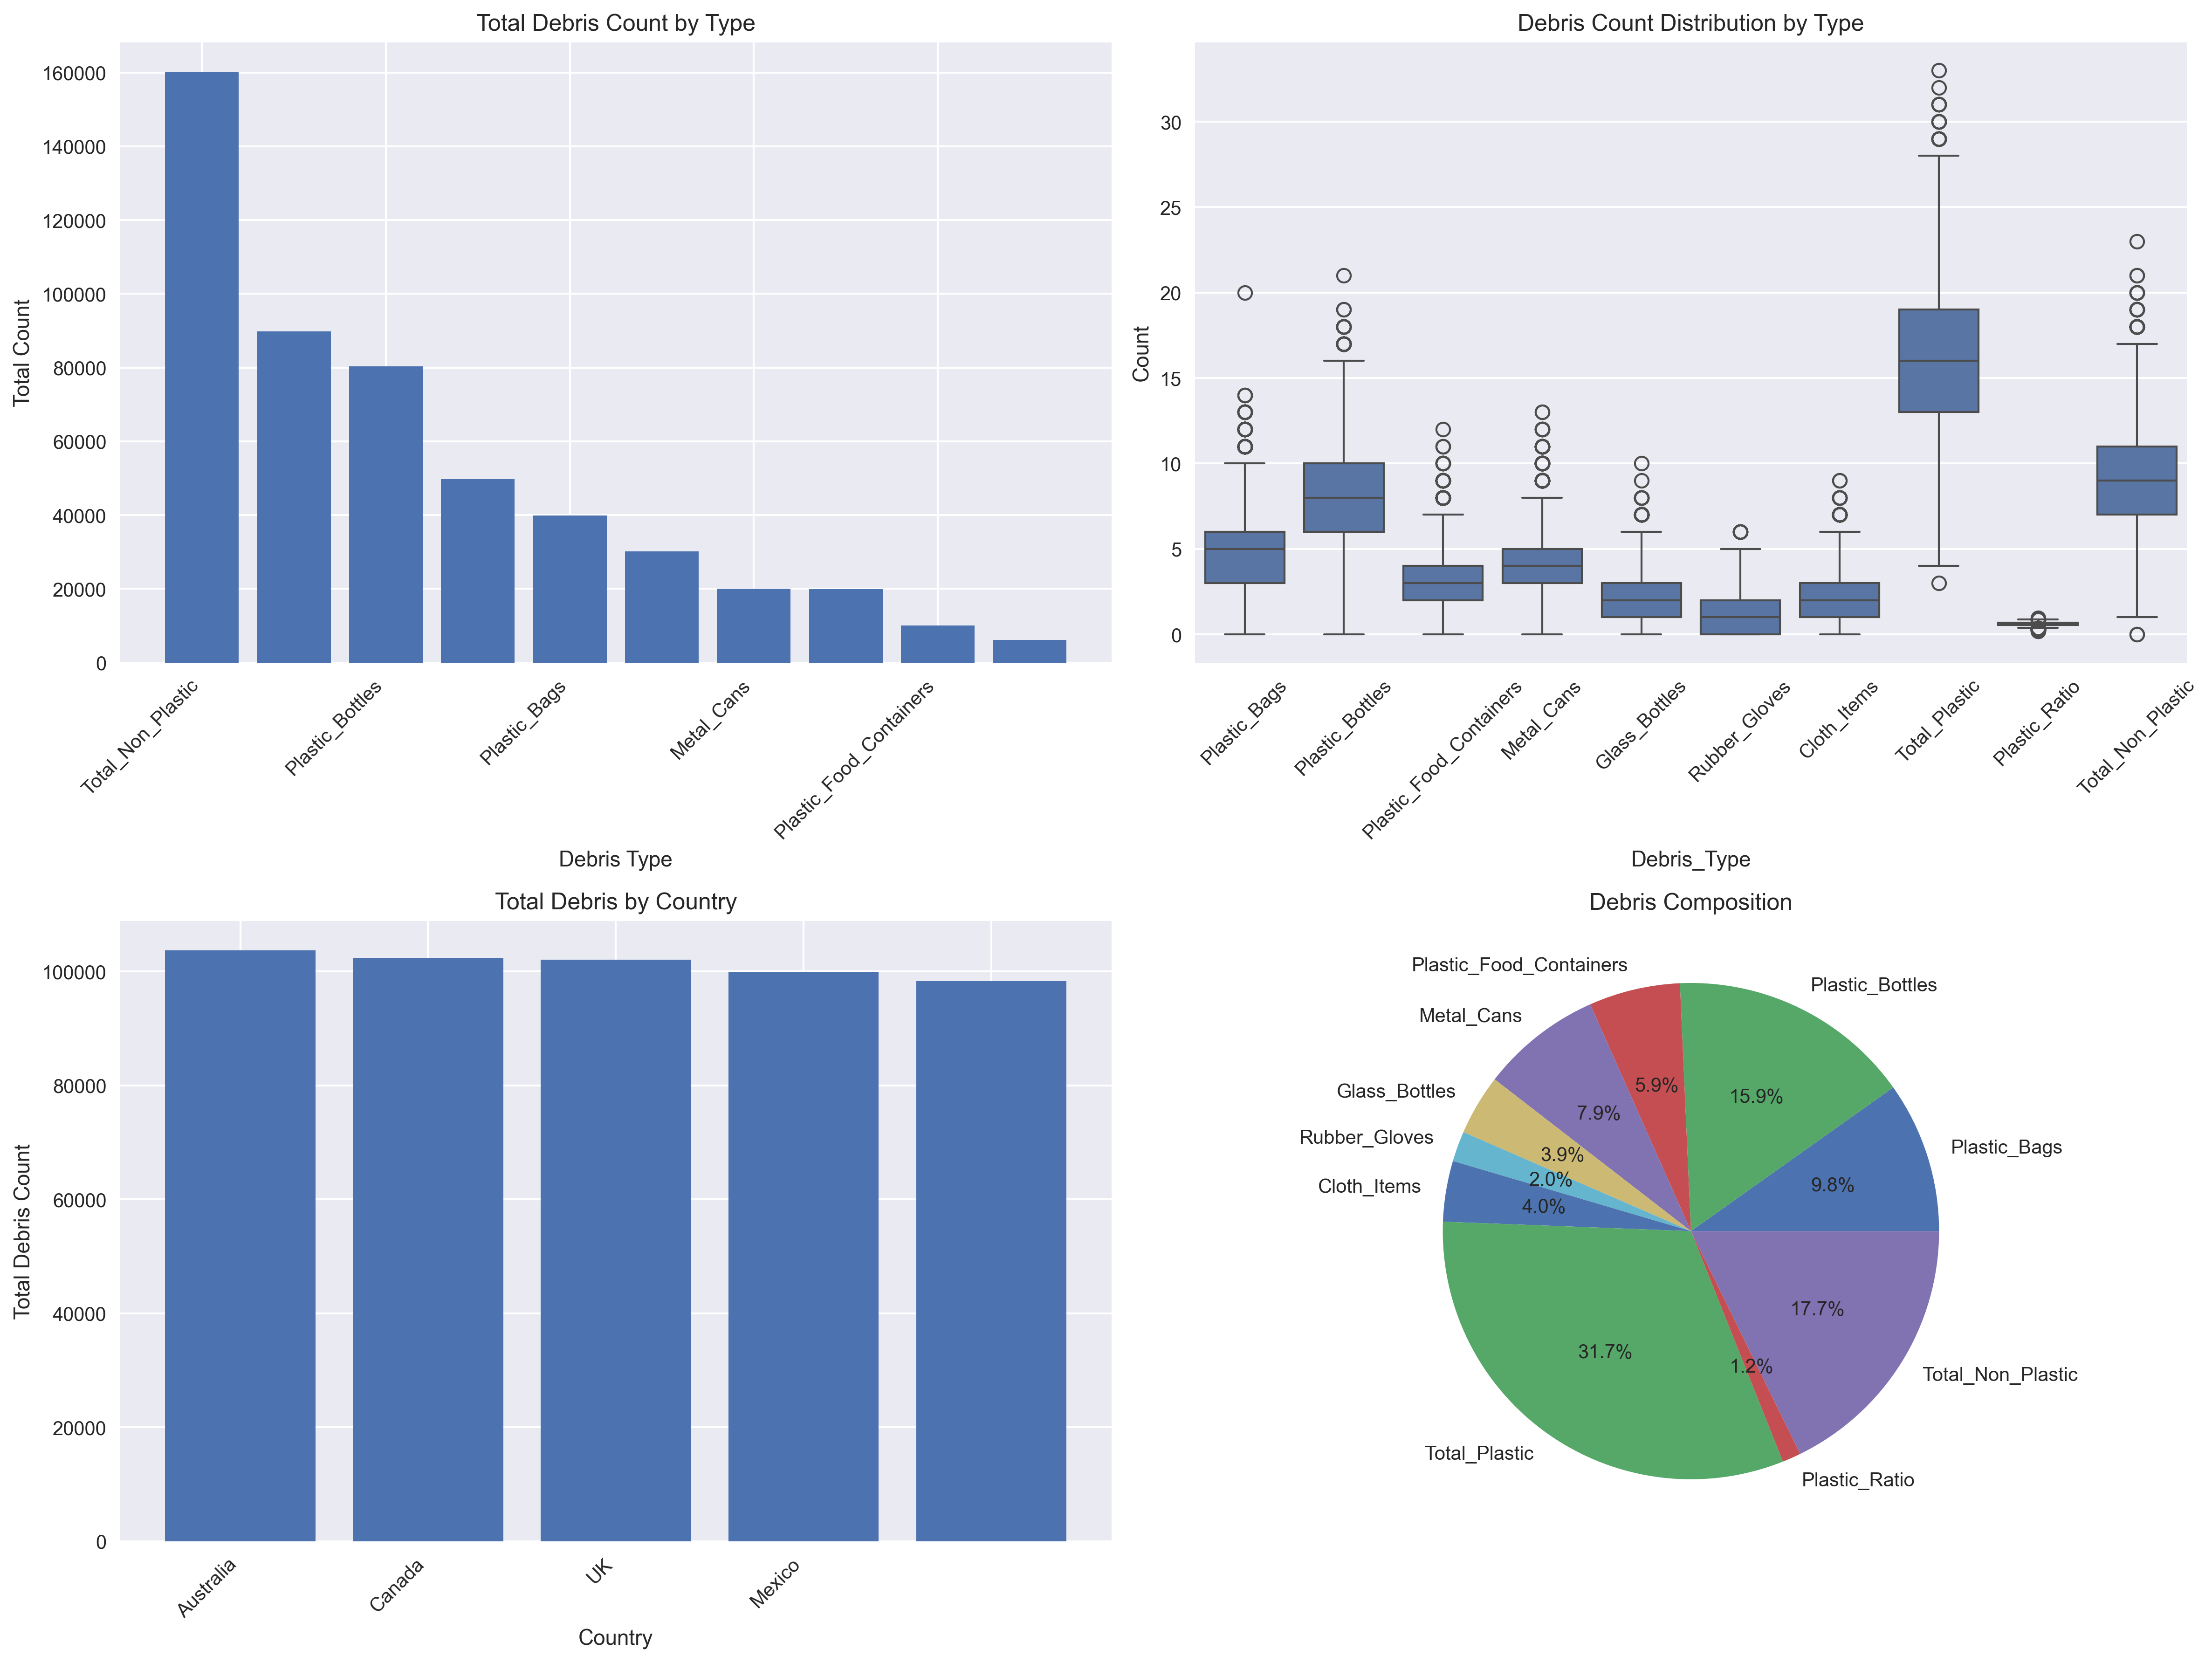 Total Debris Count by Type
Total Count
160000
140000
120000
100000
80000
60000
40000
20000
0
Total_Non_Plastic
Plastic_Bottles
Plastic_Bags
Metal_Cans
Plastic_Food_Containers
Debris Type
Debris Count Distribution by Type
Count
30
25
20
15
10
5
0
Plastic_Bags
Plastic_Bottles
Plastic_Food_Containers
Metal_Cans
Glass_Bottles
Rubber_Gloves
Cloth_Items
Total_Plastic
Plastic_Ratio
Total_Non_Plastic
Debris_Type
Total Debris by Country
Total Debris Count
100000
80000
60000
40000
20000
0
Australia
Canada
UK
Mexico
Country
Debris Composition
Plastic_Food_Containers
Plastic_Bottles
Metal_Cans
5.9%
15.9%
Glass_Bottles
7.9%
Rubber_Gloves
Plastic_Bags
3.9%
2.0%
9.8%
Cloth_Items
4.0%
17.7%
31.7%
1.2%
Total_Non_Plastic
Total_Plastic
Plastic_Ratio